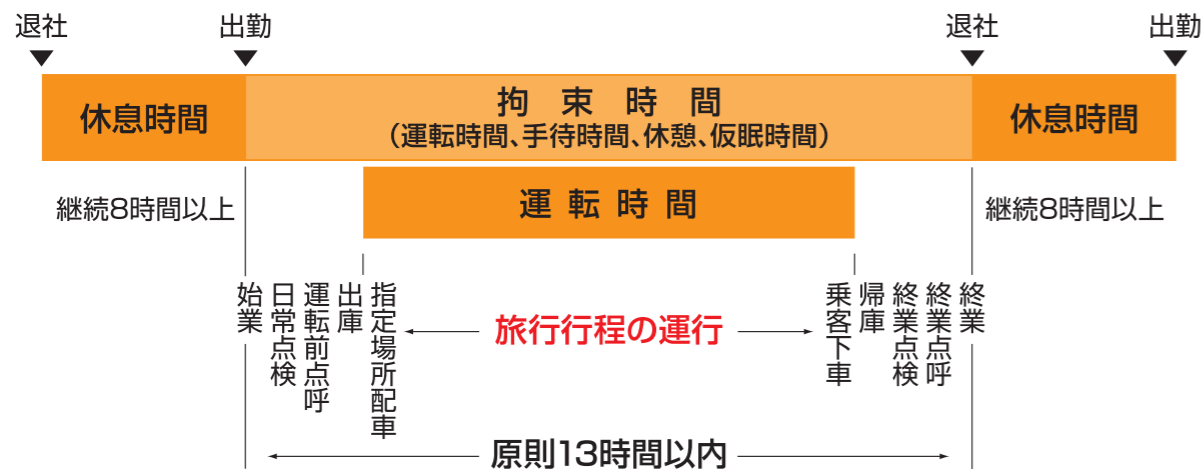 退社
出勤
退社
出勤
休息時間
拘束時間
(運転時間、手待時間、休憩、仮眠時間)
休息時間
継続8時間以上
運転時間
継続8時間以上
始業
日常点検
運転前点呼
出庫
指定場所配車
旅行行程の運行
乗客下車
帰庫
終業点検
終業点呼
終業
原則13時間以内